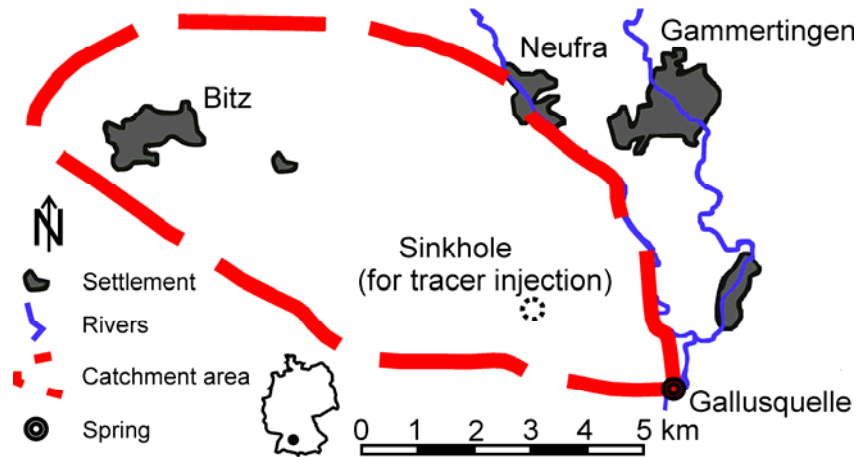 Neufra
Gammertingen
Bitz
N
Sinkhole
(for tracer injection)
Settlement
Rivers
Catchment area
Spring
Gallusquelle
0 1 2 3 4 5 km